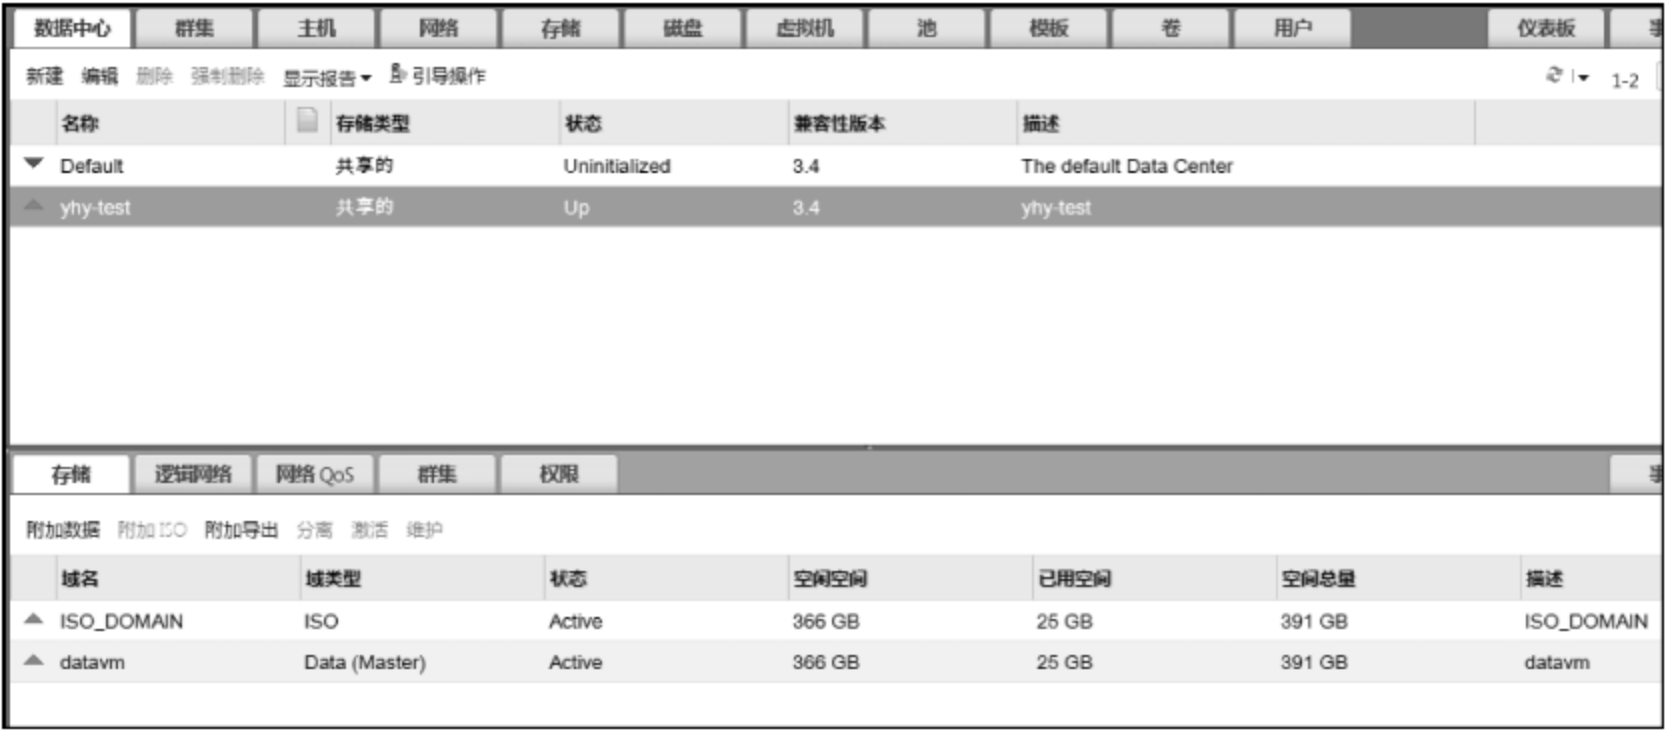 数据中心 群集 主机 网络 存储 磁盘 虚拟机 池 模板 卷 用户 仪表板
新建 编辑 删除 强制删除 显示报告 引导操作 1-2
名称 存储类型 状态 兼容性版本 描述
Default 共享的 Uninitialized 3.4 The default Data Center
yhy-test 共享的 Up 3.4 yhy-test
存储 逻辑网络 网络 QoS 群集 权限
附加数据 附加 ISO 附加导出 分离 激活 维护
域名 域类型 状态 空闲空间 已用空间 空间总量 描述
ISO_DOMAIN ISO Active 366 GB 25 GB 391 GB ISO_DOMAIN
datavm Data (Master) Active 366 GB 25 GB 391 GB datavm